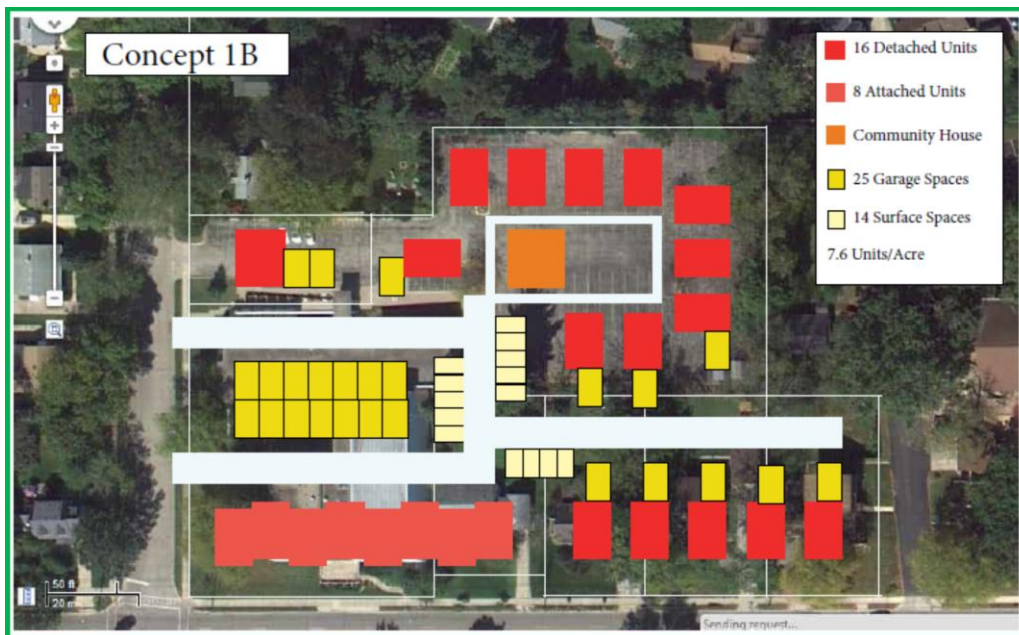 Concept 1B
16 Detached Units
8 Attached Units
Community House
25 Garage Spaces
14 Surface Spaces
7.6 Units/Acre
50 ft
20 m
Sending request...